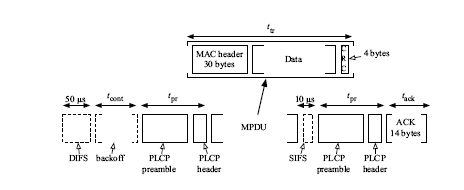 t_tr
MAC header
30 bytes
Data
C
R
C
4 bytes
50 μs
t_cont
t_pr
10 μs
t_pr
t_ack
MPDU
ACK
14 bytes
DIFS
backoff
PLCP
preamble
PLCP
header
SIFS
PLCP
preamble
PLCP
header